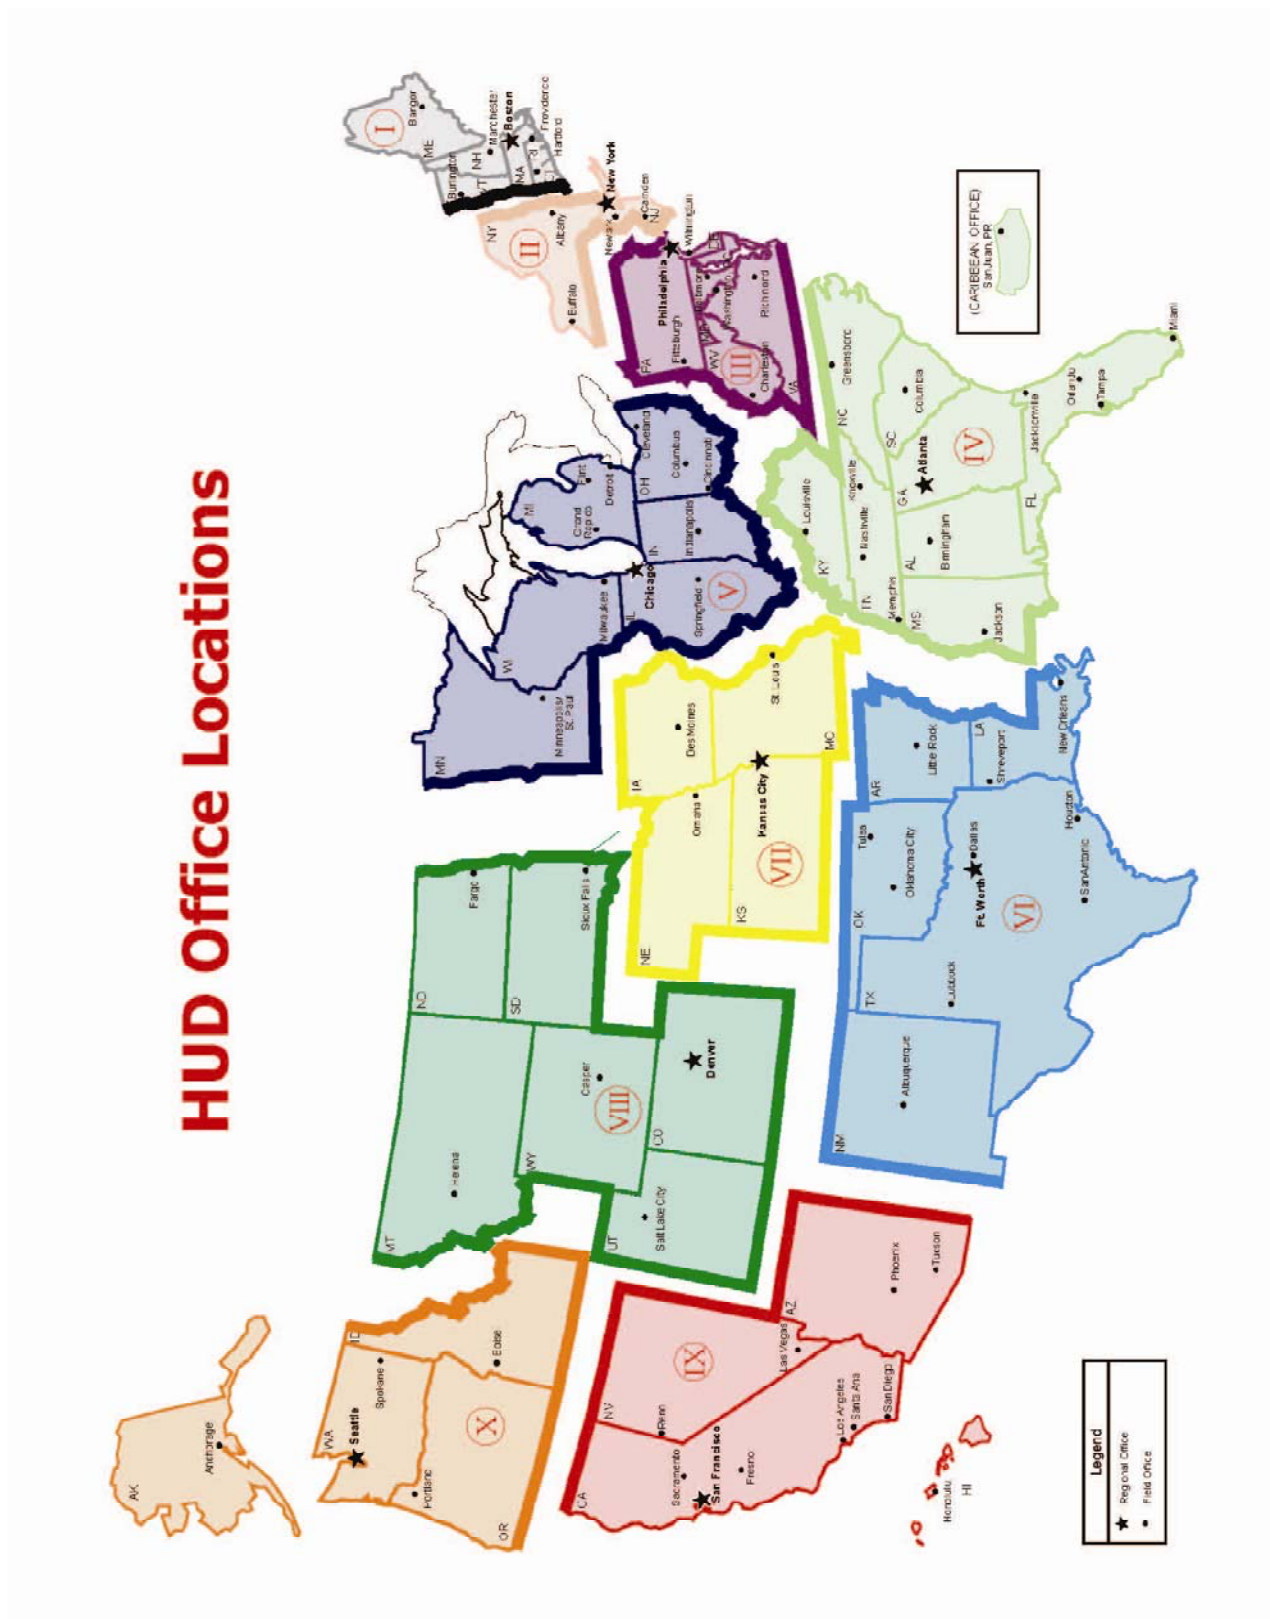 HUD Office Locations
AK
Anchorage
WA
Seattle
Spokane
Portland
OR
ID
Boise
X
MT
Helena
ND
Fargo
SD
Sioux Falls
WY
Casper
VIII
UT
Salt Lake City
CO
Denver
CA
NV
Reno
IX
Sacramento
San Francisco
Fresno
Las Vegas
Los Angeles
Santa Ana
San Diego
AZ
Phoenix
Tucson
Honolulu
HI
MN
Minneapolis/
St. Paul
WI
Milwaukee
MI
Grand
Rapids
Flint
Detroit
IL
Chicago
Springfield
V
IN
Indianapolis
OH
Cleveland
Columbus
Cincinnati
NE
Omaha
IA
Des Moines
KS
VII
Kansas City
MO
St. Louis
NM
Albuquerque
TX
Lubbock
OK
Tulsa
Oklahoma City
Ft. Worth
Dallas
VI
San Antonio
Houston
AR
Little Rock
LA
Shreveport
New Orleans
KY
Louisville
TN
Memphis
Nashville
Knoxville
NC
Greensboro
SC
Columbia
MS
Jackson
AL
Birmingham
GA
Atlanta
IV
FL
Jacksonville
Orlando
Tampa
Miami
PA
Pittsburgh
Philadelphia
WV
Charleston
III
MD
Baltimore
Washington,
DC
DE
Wilmington
VA
Richmond
NY
II
Buffalo
Albany
New York
Newark
Camden
NJ
I
ME
Bangor
VT
Burlington
NH
Manchester
MA
Boston
RI
Providence
CT
Hartford
(CARIBBEAN OFFICE)
San Juan, PR
Legend
Regional Office
Field Office